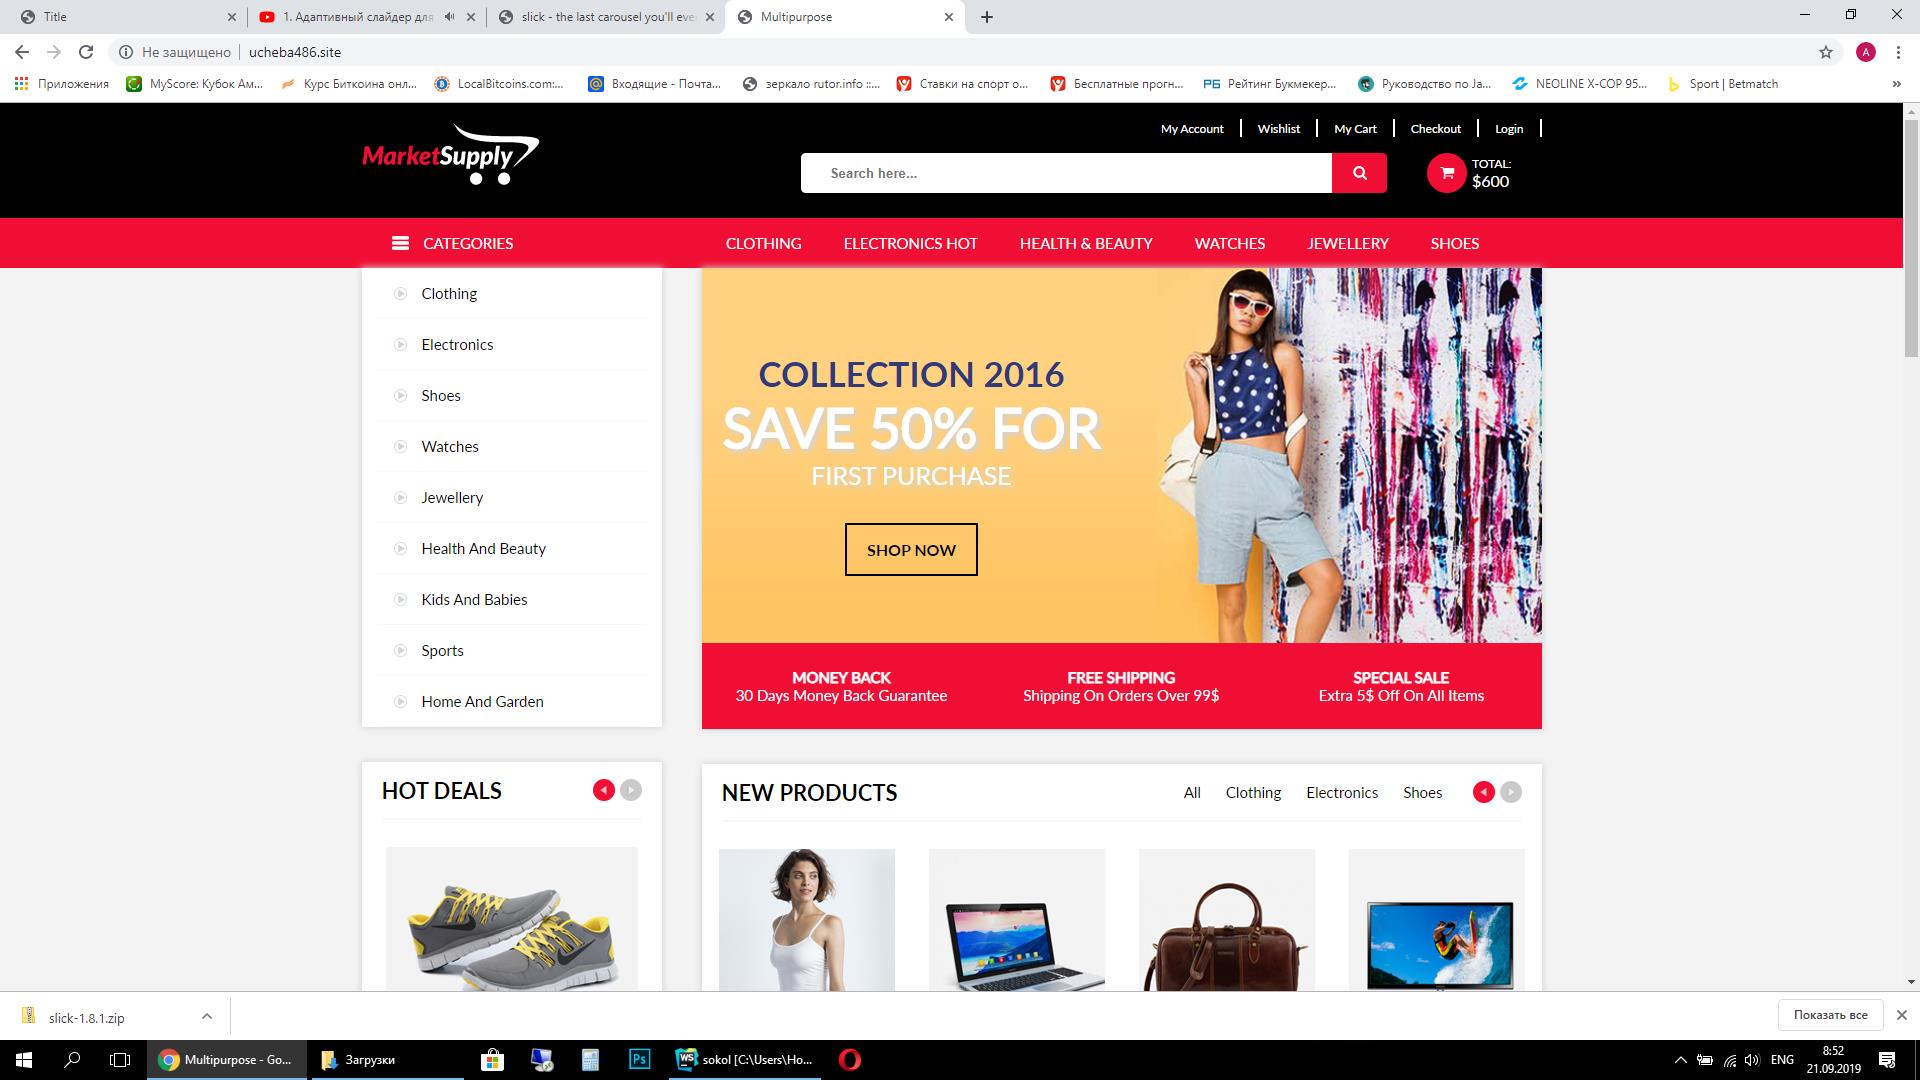 Title
1. Адаптивный слайдер для
slick - the last carousel you'll eve
Multipurpose
Не защищено
ucheba486.site
A
Приложения
MyScore: Кубок Ам...
Курс Биткоина онл...
LocalBitcoins.com:...
Входящие - Почта...
зеркало rutor.info ::...
Ставки на спорт о...
Бесплатные прогн...
РБ
Рейтинг Букмекер...
Руководство по Ja...
NEOLINE X-COP 95...
Sport | Betmatch
»
MarketSupply
My Account
Wishlist
My Cart
Checkout
Login
Search here...
TOTAL:
$600
CATEGORIES
CLOTHING
ELECTRONICS HOT
HEALTH & BEAUTY
WATCHES
JEWELLERY
SHOES
Clothing
Electronics
Shoes
Watches
Jewellery
Health And Beauty
Kids And Babies
Sports
Home And Garden
COLLECTION 2016
SAVE 50% FOR
FIRST PURCHASE
SHOP NOW
MONEY BACK
30 Days Money Back Guarantee
FREE SHIPPING
Shipping On Orders Over 99$
SPECIAL SALE
Extra 5$ Off On All Items
HOT DEALS
NEW PRODUCTS
All
Clothing
Electronics
Shoes
slick-1.8.1.zip
Показать все
Multipurpose - Go...
Загрузки
Ps
WS
sokol [C:\Users\Ho...
ENG
8:52
21.09.2019